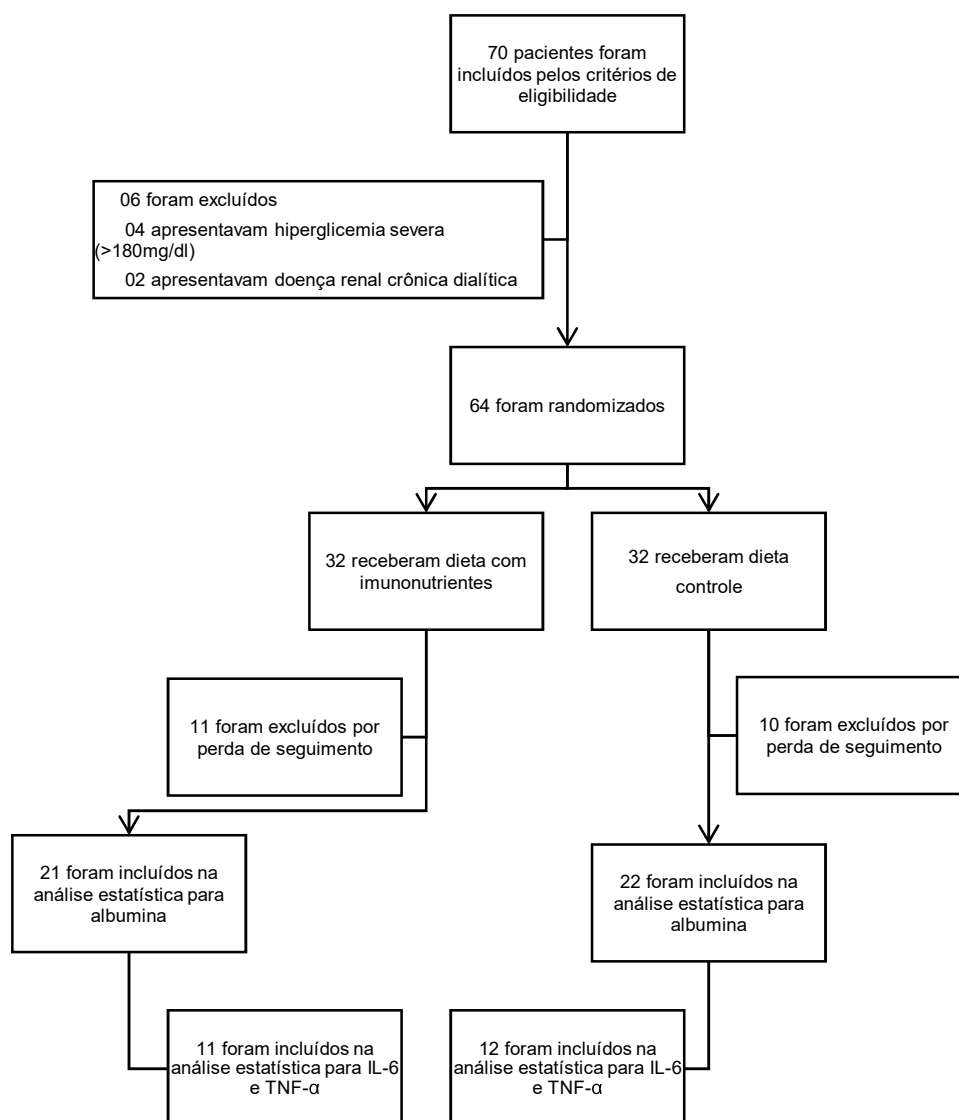 70 pacientes foram
incluídos pelos critérios de
eligibilidade
06 foram excluídos
04 apresentavam hiperglicemia severa
(>180mg/dl)
02 apresentavam doença renal crônica dialítica
64 foram randomizados
32 receberam dieta com
imunonutrientes
32 receberam dieta
controle
11 foram excluídos por
perda de seguimento
10 foram excluídos por
perda de seguimento
21 foram incluídos na
análise estatística para
albumina
22 foram incluídos na
análise estatística para
albumina
11 foram incluídos na
análise estatística para IL-6
e TNF-α
12 foram incluídos na
análise estatística para IL-6
e TNF-α